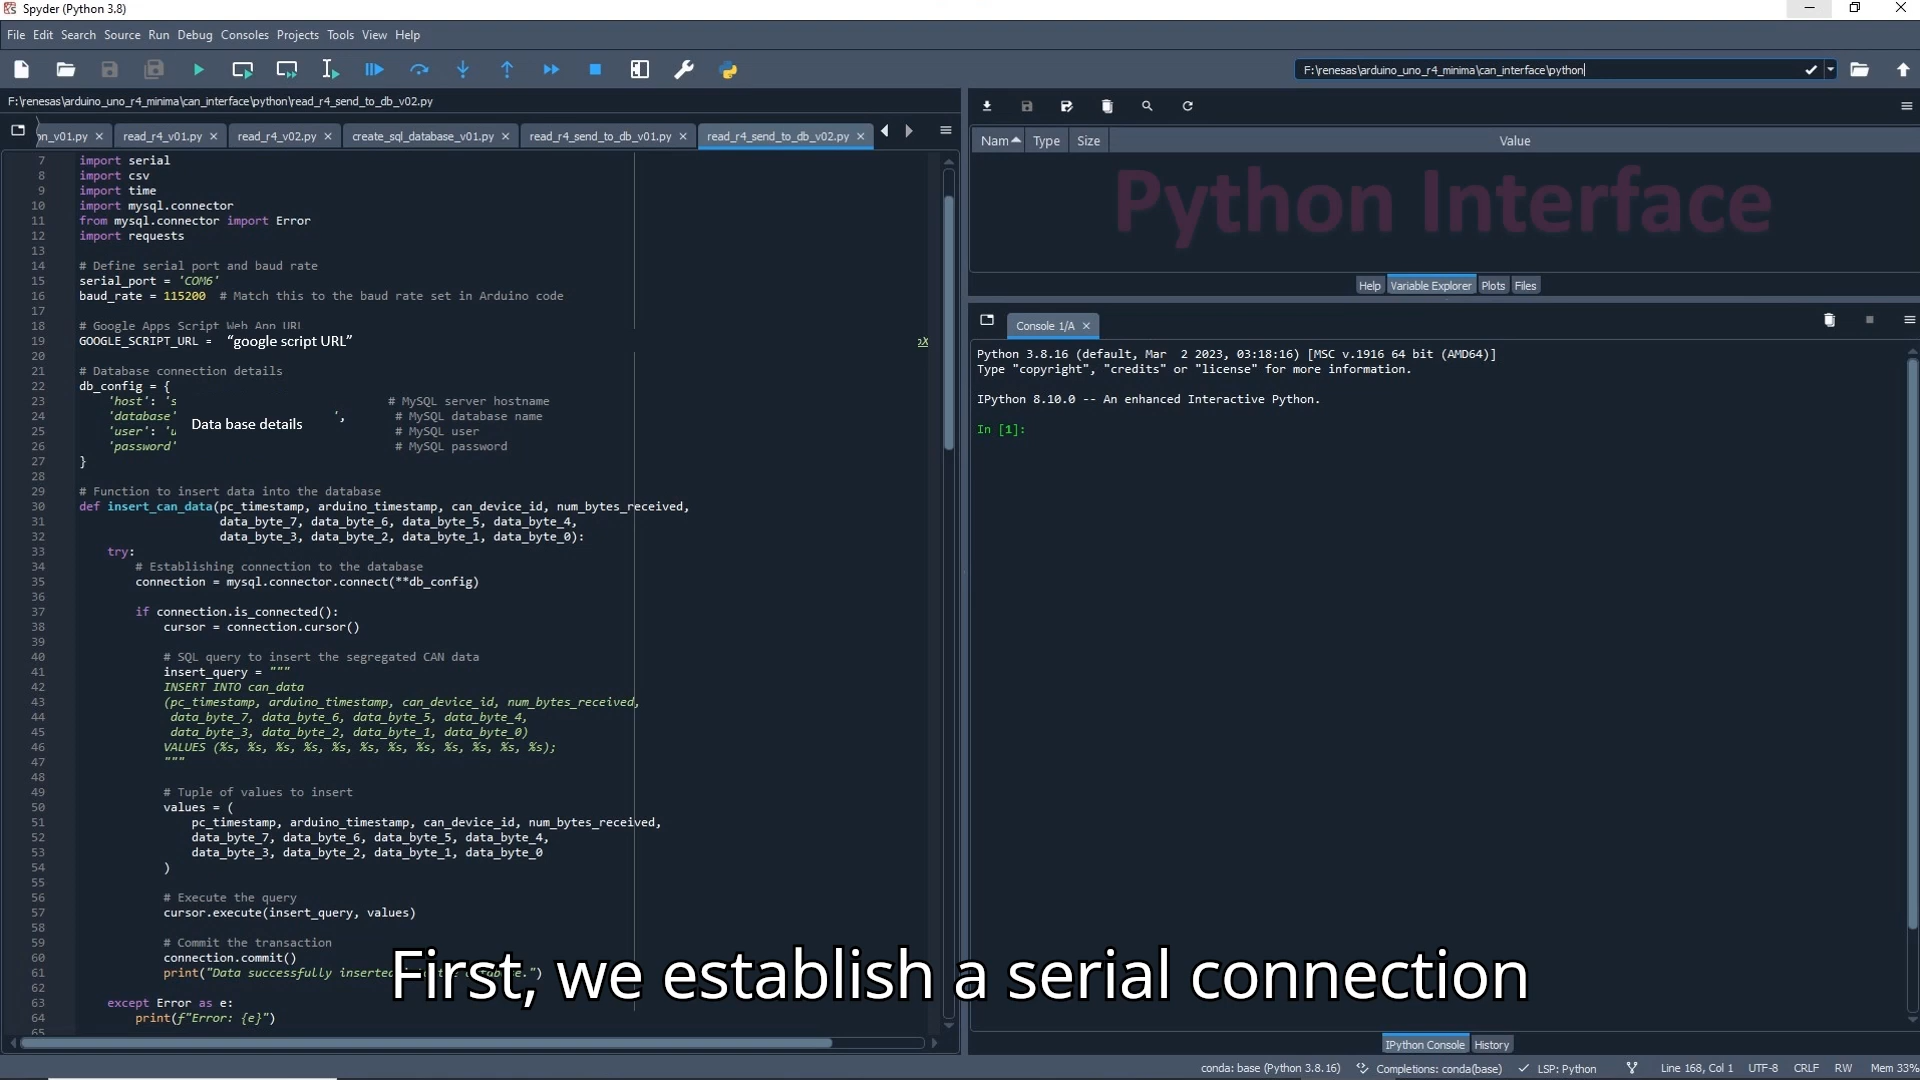 Spyder (Python 3.8)
File Edit Search Source Run Debug Consoles Projects Tools View Help
F:\renesas\arduino_uno_r4_minima\can_interface\python
F:\renesas\arduino_uno_r4_minima\can_interface\python\read_r4_send_to_db_v02.py
on_v01.py read_r4_v01.py read_r4_v02.py create_sql_database_v01.py read_r4_send_to_db_v01.py read_r4_send_to_db_v02.py
7 import serial
8 import csv
9 import time
10 import mysql.connector
11 from mysql.connector import Error
12 import requests
13
14 # Define serial port and baud rate
15 serial_port = 'COM6'
16 baud_rate = 115200 # Match this to the baud rate set in Arduino code
17
18 # Google Apps Script Web App URL
19 GOOGLE_SCRIPT_URL = “google script URL”
20
21 # Database connection details
22 db_config = {
23 'host': 's # MySQL server hostname
24 'database' ', # MySQL database name
Data base details
25 'user': 'u # MySQL user
26 'password' # MySQL password
27 }
28
29 # Function to insert data into the database
30 def insert_can_data(pc_timestamp, arduino_timestamp, can_device_id, num_bytes_received,
31 data_byte_7, data_byte_6, data_byte_5, data_byte_4,
32 data_byte_3, data_byte_2, data_byte_1, data_byte_0):
33 try:
34 # Establishing connection to the database
35 connection = mysql.connector.connect(**db_config)
36
37 if connection.is_connected():
38 cursor = connection.cursor()
39
40 # SQL query to insert the segregated CAN data
41 insert_query = """
42 INSERT INTO can_data
43 (pc_timestamp, arduino_timestamp, can_device_id, num_bytes_received,
44 data_byte_7, data_byte_6, data_byte_5, data_byte_4,
45 data_byte_3, data_byte_2, data_byte_1, data_byte_0)
46 VALUES (%s, %s, %s, %s, %s, %s, %s, %s, %s, %s, %s, %s);
47 """
48
49 # Tuple of values to insert
50 values = (
51 pc_timestamp, arduino_timestamp, can_device_id, num_bytes_received,
52 data_byte_7, data_byte_6, data_byte_5, data_byte_4,
53 data_byte_3, data_byte_2, data_byte_1, data_byte_0
54 )
55
56 # Execute the query
57 cursor.execute(insert_query, values)
58
59 # Commit the transaction
60 connection.commit()
61 print("Data successfully inserted
62
63 except Error as e:
64 print(f"Error: {e}")
65
Nam Type Size Value
Python Interface
Help Variable Explorer Plots Files
Console 1/A
Python 3.8.16 (default, Mar  2 2023, 03:18:16) [MSC v.1916 64 bit (AMD64)]
Type "copyright", "credits" or "license" for more information.
IPython 8.10.0 -- An enhanced Interactive Python.
In [1]:
First, we establish a serial connection
IPython Console History
conda: base (Python 3.8.16) Completions: conda(base) LSP: Python Line 168, Col 1 UTF-8 CRLF RW Mem 33%